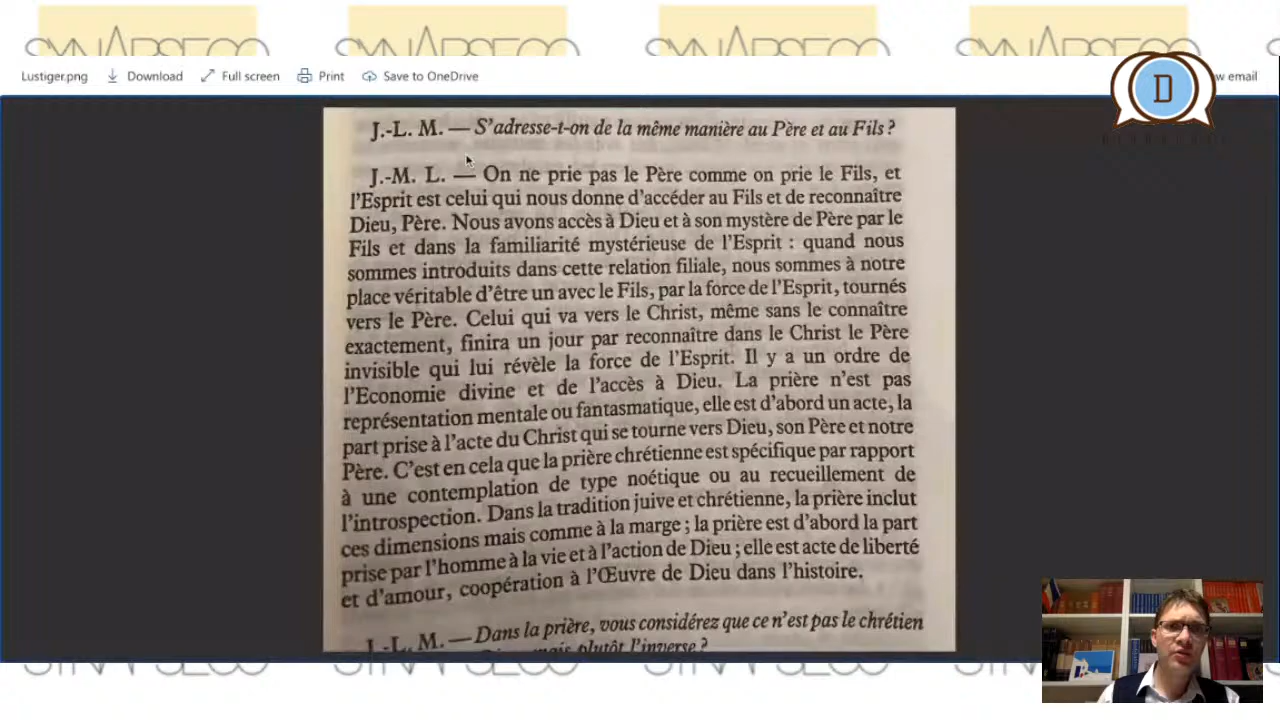 SYNAPSECO SYNAPSECO SYNAPSECO SYNAPSECO
Lustiger.png Download Full screen Print Save to OneDrive w email
D
J.-L. M. — S'adresse-t-on de la même manière au Père et au Fils ?
J.-M. L. — On ne prie pas le Père comme on prie le Fils, et
l'Esprit est celui qui nous donne d'accéder au Fils et de reconnaître
Dieu, Père. Nous avons accès à Dieu et à son mystère de Père par le
Fils et dans la familiarité mystérieuse de l'Esprit : quand nous
sommes introduits dans cette relation filiale, nous sommes à notre
place véritable d'être un avec le Fils, par la force de l'Esprit, tournés
vers le Père. Celui qui va vers le Christ, même sans le connaître
exactement, finira un jour par reconnaître dans le Christ le Père
invisible qui lui révèle la force de l'Esprit. Il y a un ordre de
l'Economie divine et de l'accès à Dieu. La prière n'est pas
représentation mentale ou fantasmatique, elle est d'abord un acte, la
part prise à l'acte du Christ qui se tourne vers Dieu, son Père et notre
Père. C'est en cela que la prière chrétienne est spécifique par rapport
à une contemplation de type noétique ou au recueillement de
l'introspection. Dans la tradition juive et chrétienne, la prière inclut
ces dimensions mais comme à la marge ; la prière est d'abord la part
prise par l'homme à la vie et à l'action de Dieu ; elle est acte de liberté
et d'amour, coopération à l'Œuvre de Dieu dans l'histoire.
J.-L. M. — Dans la prière, vous considérez que ce n'est pas le chrétien
mais plutôt l'inverse ?